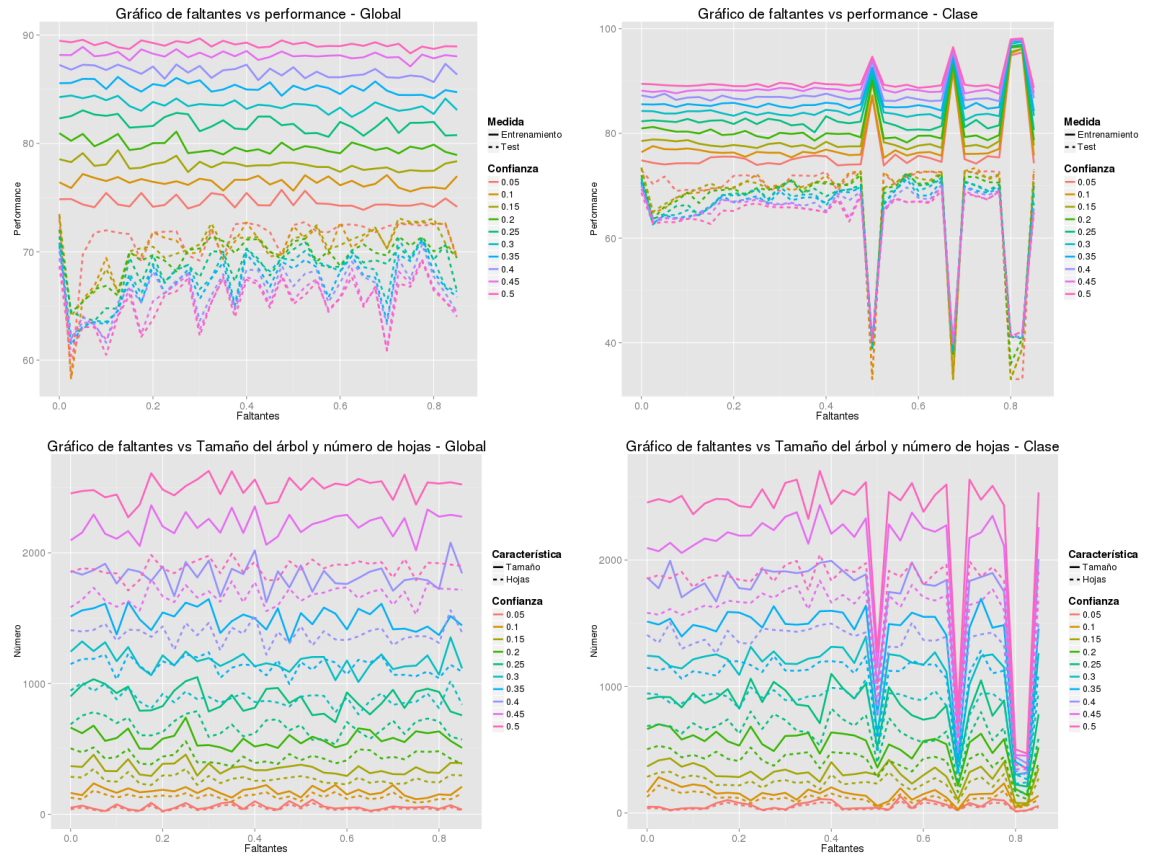 Gráfico de faltantes vs performance - Global
90
80
70
60
Performance
0.0
0.2
0.4
0.6
0.8
Faltantes
Medida
Entrenamiento
Test
Confianza
0.05
0.1
0.15
0.2
0.25
0.3
0.35
0.4
0.45
0.5
Gráfico de faltantes vs performance - Clase
100
80
60
40
Performance
0.0
0.2
0.4
0.6
0.8
Faltantes
Medida
Entrenamiento
Test
Confianza
0.05
0.1
0.15
0.2
0.25
0.3
0.35
0.4
0.45
0.5
Gráfico de faltantes vs Tamaño del árbol y número de hojas - Global
2000
1000
0
Número
0.0
0.2
0.4
0.6
0.8
Faltantes
Característica
Tamaño
Hojas
Confianza
0.05
0.1
0.15
0.2
0.25
0.3
0.35
0.4
0.45
0.5
Gráfico de faltantes vs Tamaño del árbol y número de hojas - Clase
2000
1000
0
Número
0.0
0.2
0.4
0.6
0.8
Faltantes
Característica
Tamaño
Hojas
Confianza
0.05
0.1
0.15
0.2
0.25
0.3
0.35
0.4
0.45
0.5